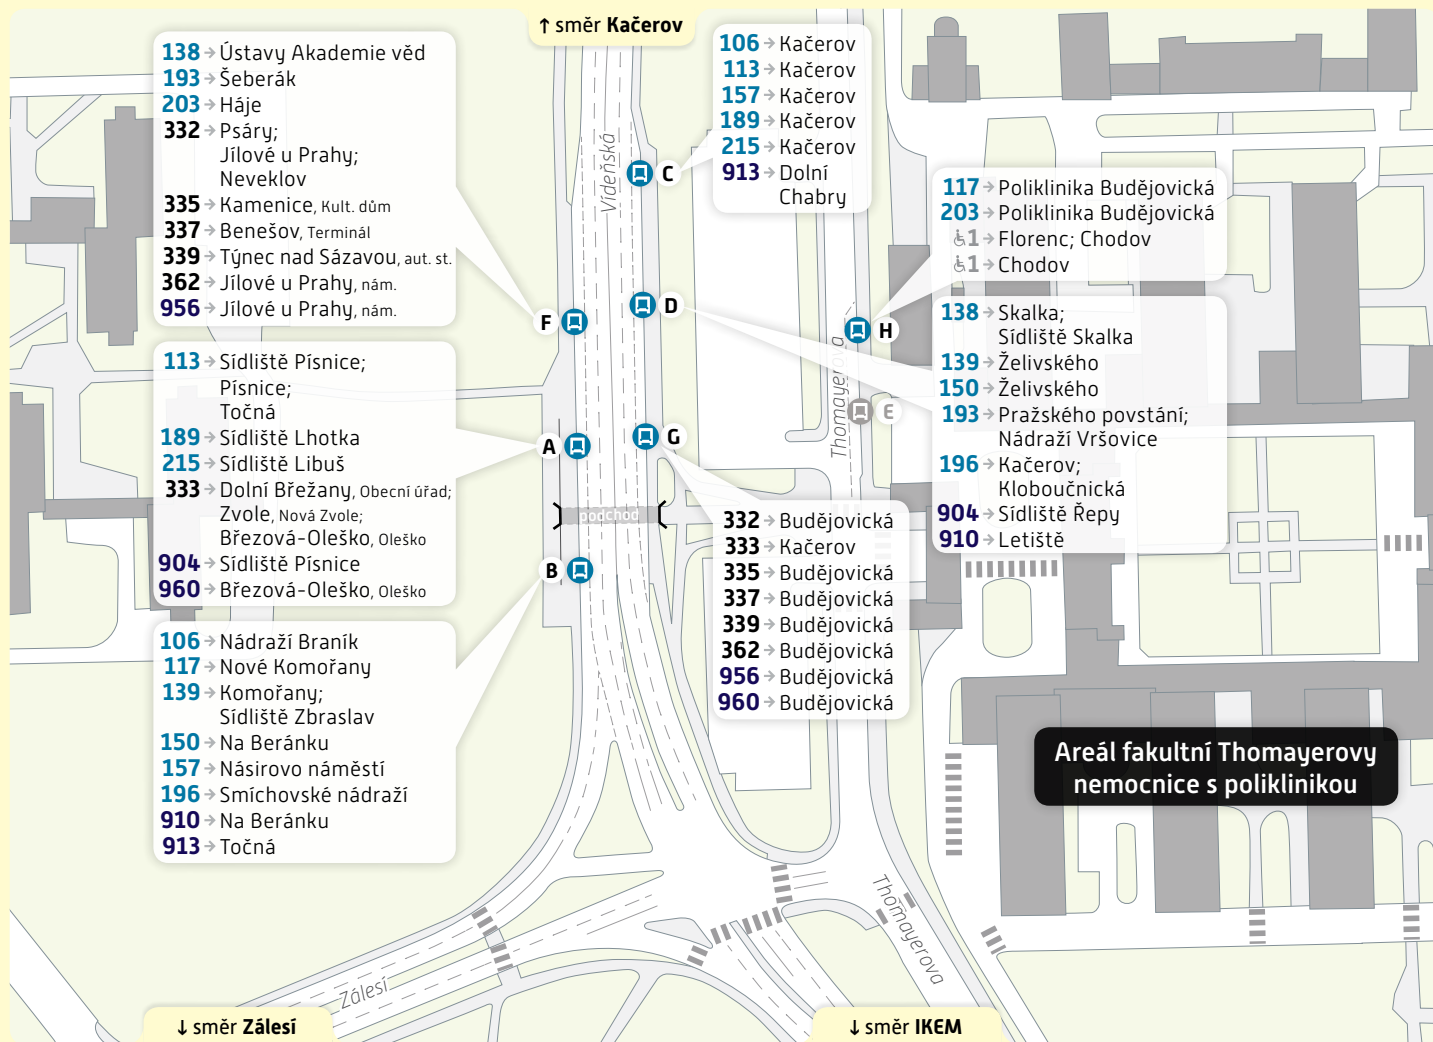 ↑ směr Kačerov
138 → Ústavy Akademie věd
193 → Šeberák
203 → Háje
332 → Psáry;
Jílové u Prahy;
Neveklov
335 → Kamenice, Kult. dům
337 → Benešov, Terminál
339 → Týnec nad Sázavou, aut. st.
362 → Jílové u Prahy, nám.
956 → Jílové u Prahy, nám.
F
113 → Sídliště Písnice;
Písnice;
Točná
189 → Sídliště Lhotka
215 → Sídliště Libuš
333 → Dolní Břežany, Obecní úřad;
Zvole, Nová Zvole;
Březová-Oleško, Oleško
904 → Sídliště Písnice
960 → Březová-Oleško, Oleško
A
106 → Nádraží Braník
117 → Nové Komořany
139 → Komořany;
Sídliště Zbraslav
150 → Na Beránku
157 → Násirovo náměstí
196 → Smíchovské nádraží
910 → Na Beránku
913 → Točná
B
Vídeňská
106 → Kačerov
113 → Kačerov
157 → Kačerov
189 → Kačerov
215 → Kačerov
913 → Dolní
Chabry
C
D
G
podchod
332 → Budějovická
333 → Kačerov
335 → Budějovická
337 → Budějovická
339 → Budějovická
362 → Budějovická
956 → Budějovická
960 → Budějovická
117 → Poliklinika Budějovická
203 → Poliklinika Budějovická
♿1 → Florenc; Chodov
♿1 → Chodov
H
E
Thomayerova
138 → Skalka;
Sídliště Skalka
139 → Želivského
150 → Želivského
193 → Pražského povstání;
Nádraží Vršovice
196 → Kačerov;
Kloboučnická
904 → Sídliště Řepy
910 → Letiště
Areál fakultní Thomayerovy
nemocnice s poliklinikou
Thomayerova
Zálesí
↓ směr Zálesí
↓ směr IKEM